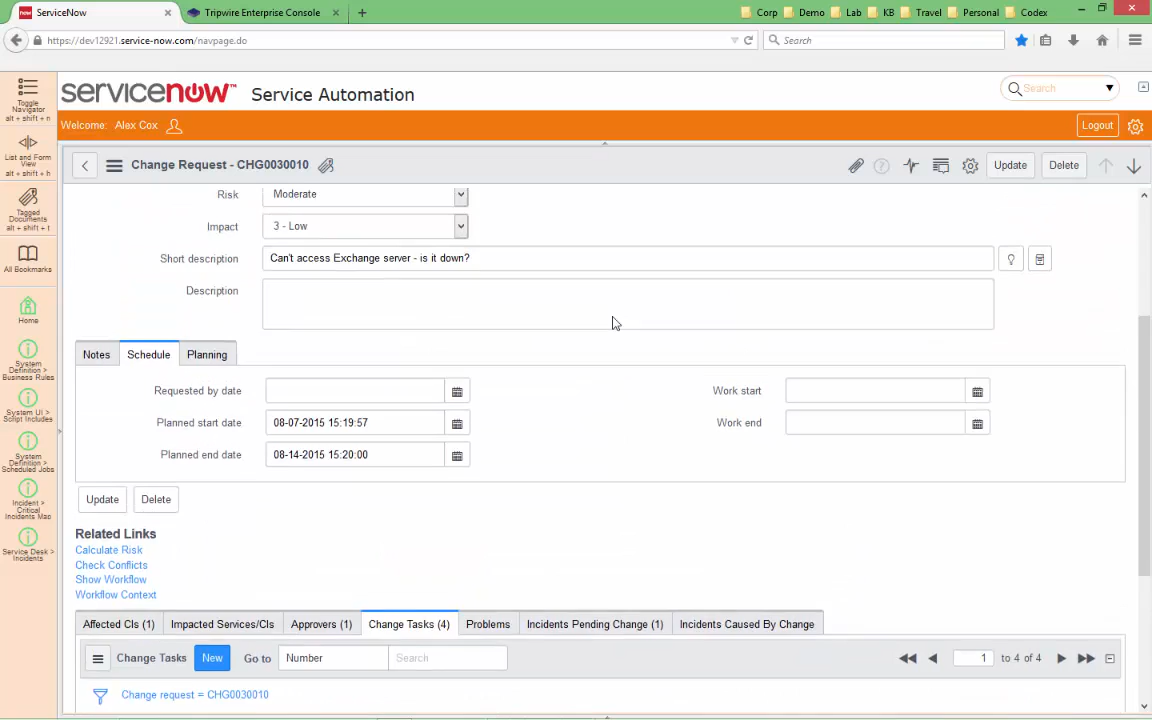 ServiceNow
Tripwire Enterprise Console
Corp Demo Lab KB Travel Personal Codex
https://dev12921.service-now.com/navpage.do
Search
servicenow™ Service Automation
Search
Welcome: Alex Cox
Logout
Toggle
Navigator
alt + shift + n
List and Form
View
alt + shift + h
Tagged
Documents
alt + shift + t
All Bookmarks
Home
System
Definition >
Business Rules
System UI >
Script Includes
System
Definition >
Scheduled Jobs
Incident >
Critical
Incidents Mac
Service Desk >
Incidents
Change Request - CHG0030010
Update Delete
Risk Moderate
Impact 3 - Low
Short description Can't access Exchange server - is it down?
Description
Notes Schedule Planning
Requested by date Work start
Planned start date 08-07-2015 15:19:57 Work end
Planned end date 08-14-2015 15:20:00
Update Delete
Related Links
Calculate Risk
Check Conflicts
Show Workflow
Workflow Context
Affected CIs (1) Impacted Services/CIs Approvers (1) Change Tasks (4) Problems Incidents Pending Change (1) Incidents Caused By Change
Change Tasks New Go to Number Search 1 to 4 of 4
Change request = CHG0030010